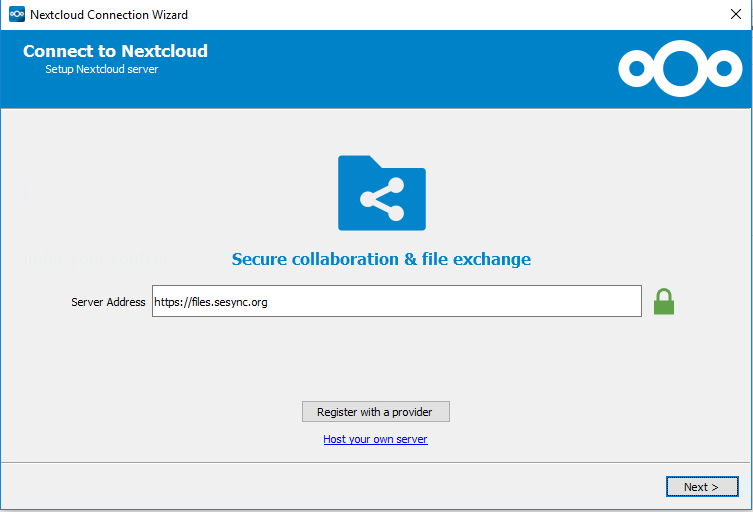 Nextcloud Connection Wizard
Connect to Nextcloud
Setup Nextcloud server
Secure collaboration & file exchange
Server Address https://files.sesync.org
Register with a provider
Host your own server
Next >